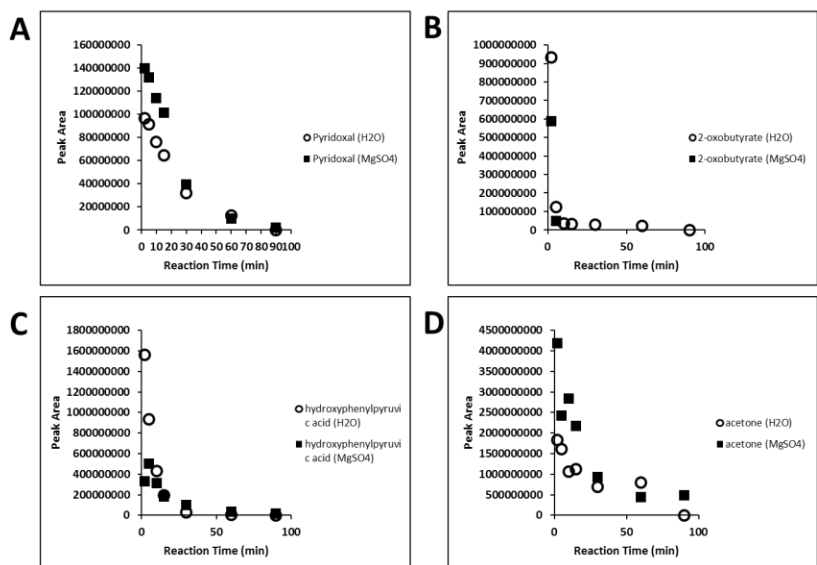 A
160000000
140000000
120000000
100000000
80000000
60000000
40000000
20000000
0
Peak Area
0 10 20 30 40 50 60 70 80 90 100
Reaction Time (min)
Pyridoxal (H2O)
Pyridoxal (MgSO4)
B
1000000000
900000000
800000000
700000000
600000000
500000000
400000000
300000000
200000000
100000000
0
Peak Area
0 50 100
Reaction Time (min)
2-oxobutyrate (H2O)
2-oxobutyrate (MgSO4)
C
1800000000
1600000000
1400000000
1200000000
1000000000
800000000
600000000
400000000
200000000
0
Peak Area
0 50 100
Reaction Time (min)
hydroxyphenylpyruvi
c acid (H2O)
hydroxyphenylpyruvi
c acid (MgSO4)
D
4500000000
4000000000
3500000000
3000000000
2500000000
2000000000
1500000000
1000000000
500000000
0
Peak Area
0 50 100
Reaction Time (min)
acetone (H2O)
acetone (MgSO4)